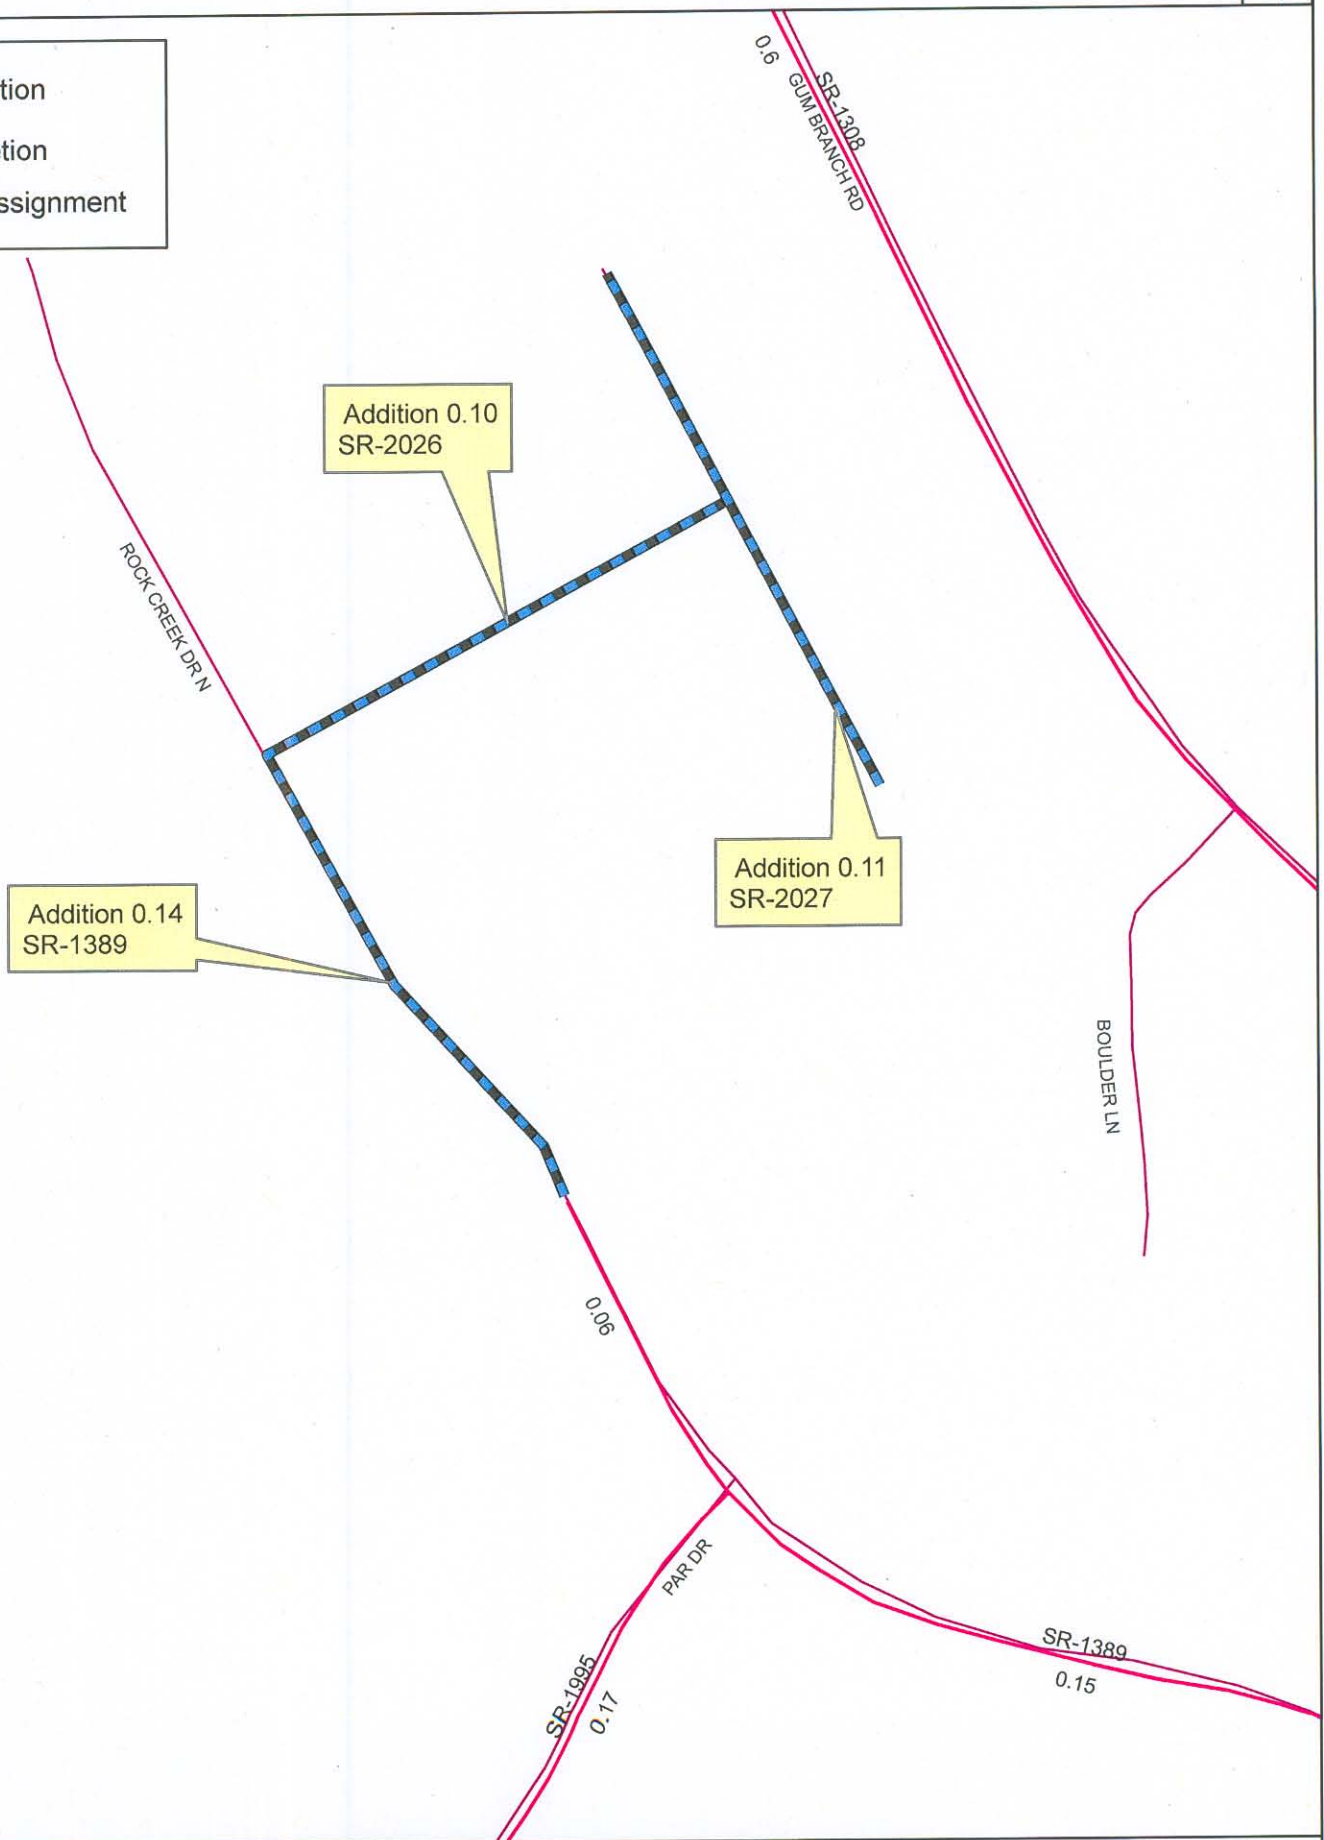 tion
tion
ssignment
0.6
SR-1308
GUM BRANCH RD
Addition 0.10
SR-2026
ROCK CREEK DR N
Addition 0.11
SR-2027
Addition 0.14
SR-1389
BOULDER LN
0.06
PAR DR
SR-1995
0.17
SR-1389
0.15